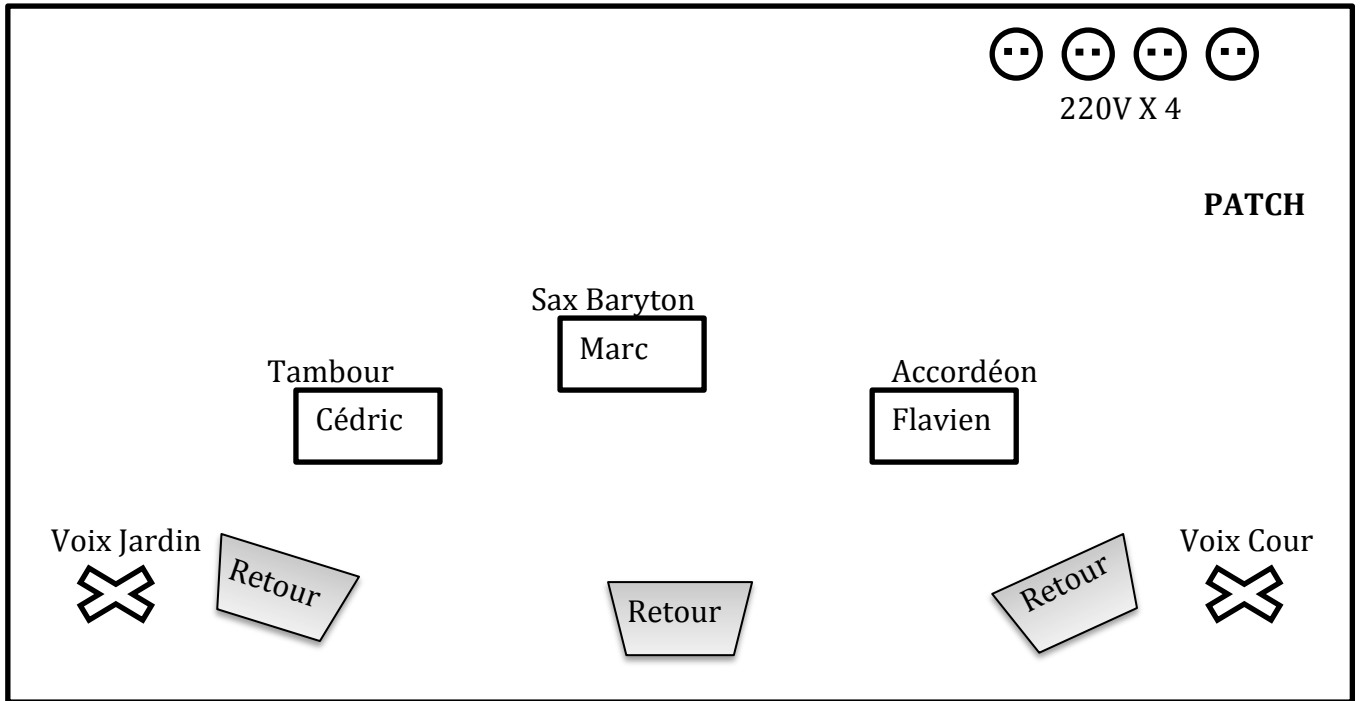 220V X 4
PATCH
Sax Baryton
Marc
Tambour
Cédric
Accordéon
Flavien
Voix Jardin
Retour
Retour
Retour
Voix Cour